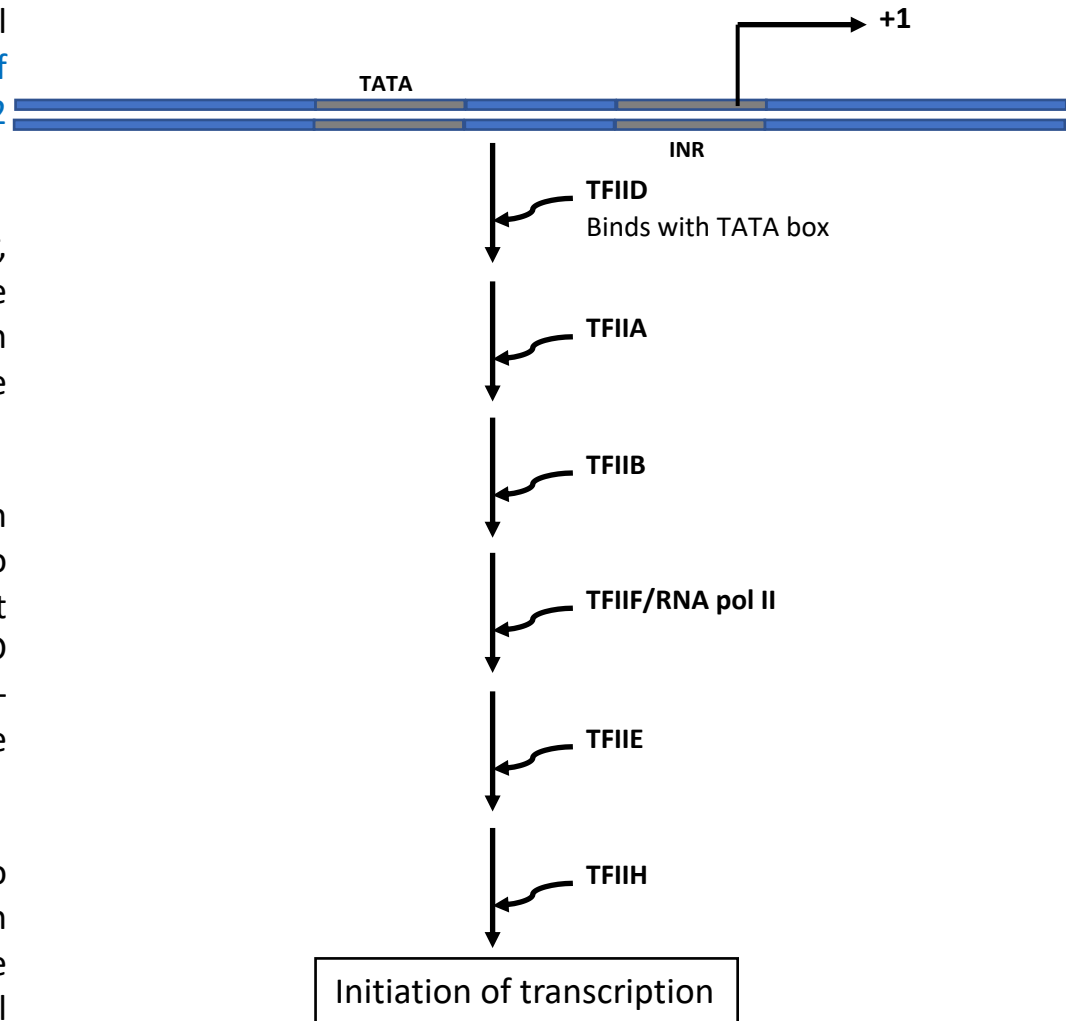 +1
TATA
INR
TFIID
Binds with TATA box
TFIIA
TFIIB
TFIIF/RNA pol II
TFIIE
TFIIH
Initiation of transcription